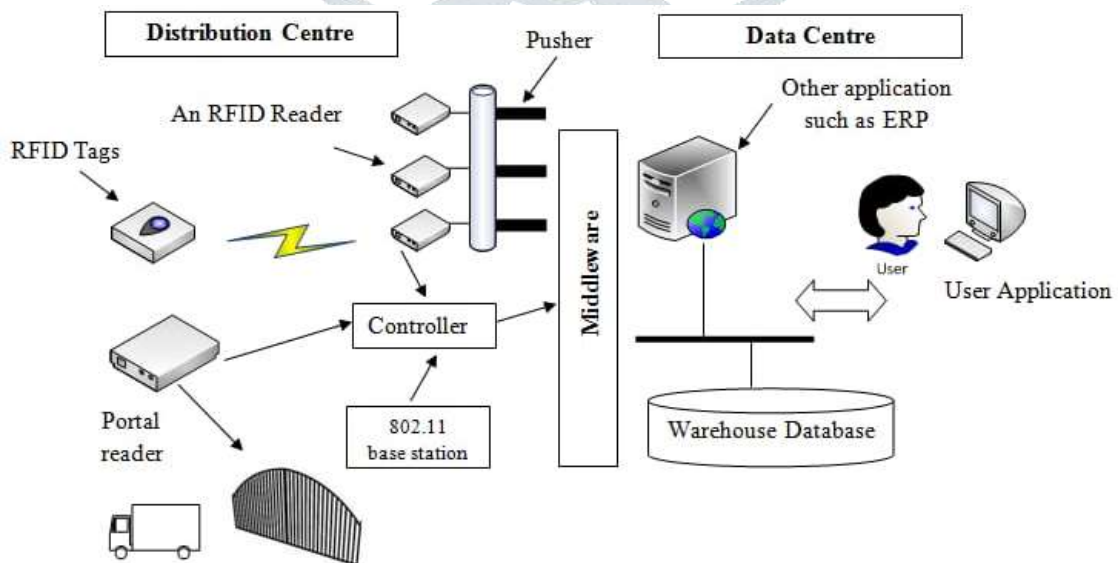 Distribution Centre
Pusher
Data Centre
An RFID Reader
RFID Tags
Other application
such as ERP
Middleware
User
User Application
Controller
Portal
reader
802.11
base station
Warehouse Database